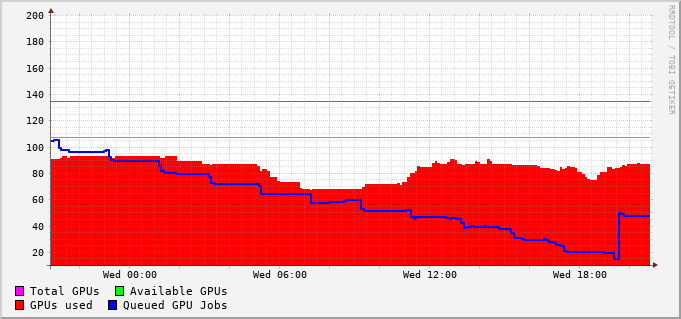 RRDTOOL / TOBI OETIKER
200
180
160
140
120
100
80
60
40
20
Wed 00:00 Wed 06:00 Wed 12:00 Wed 18:00
Total GPUs Available GPUs
GPUs used Queued GPU Jobs